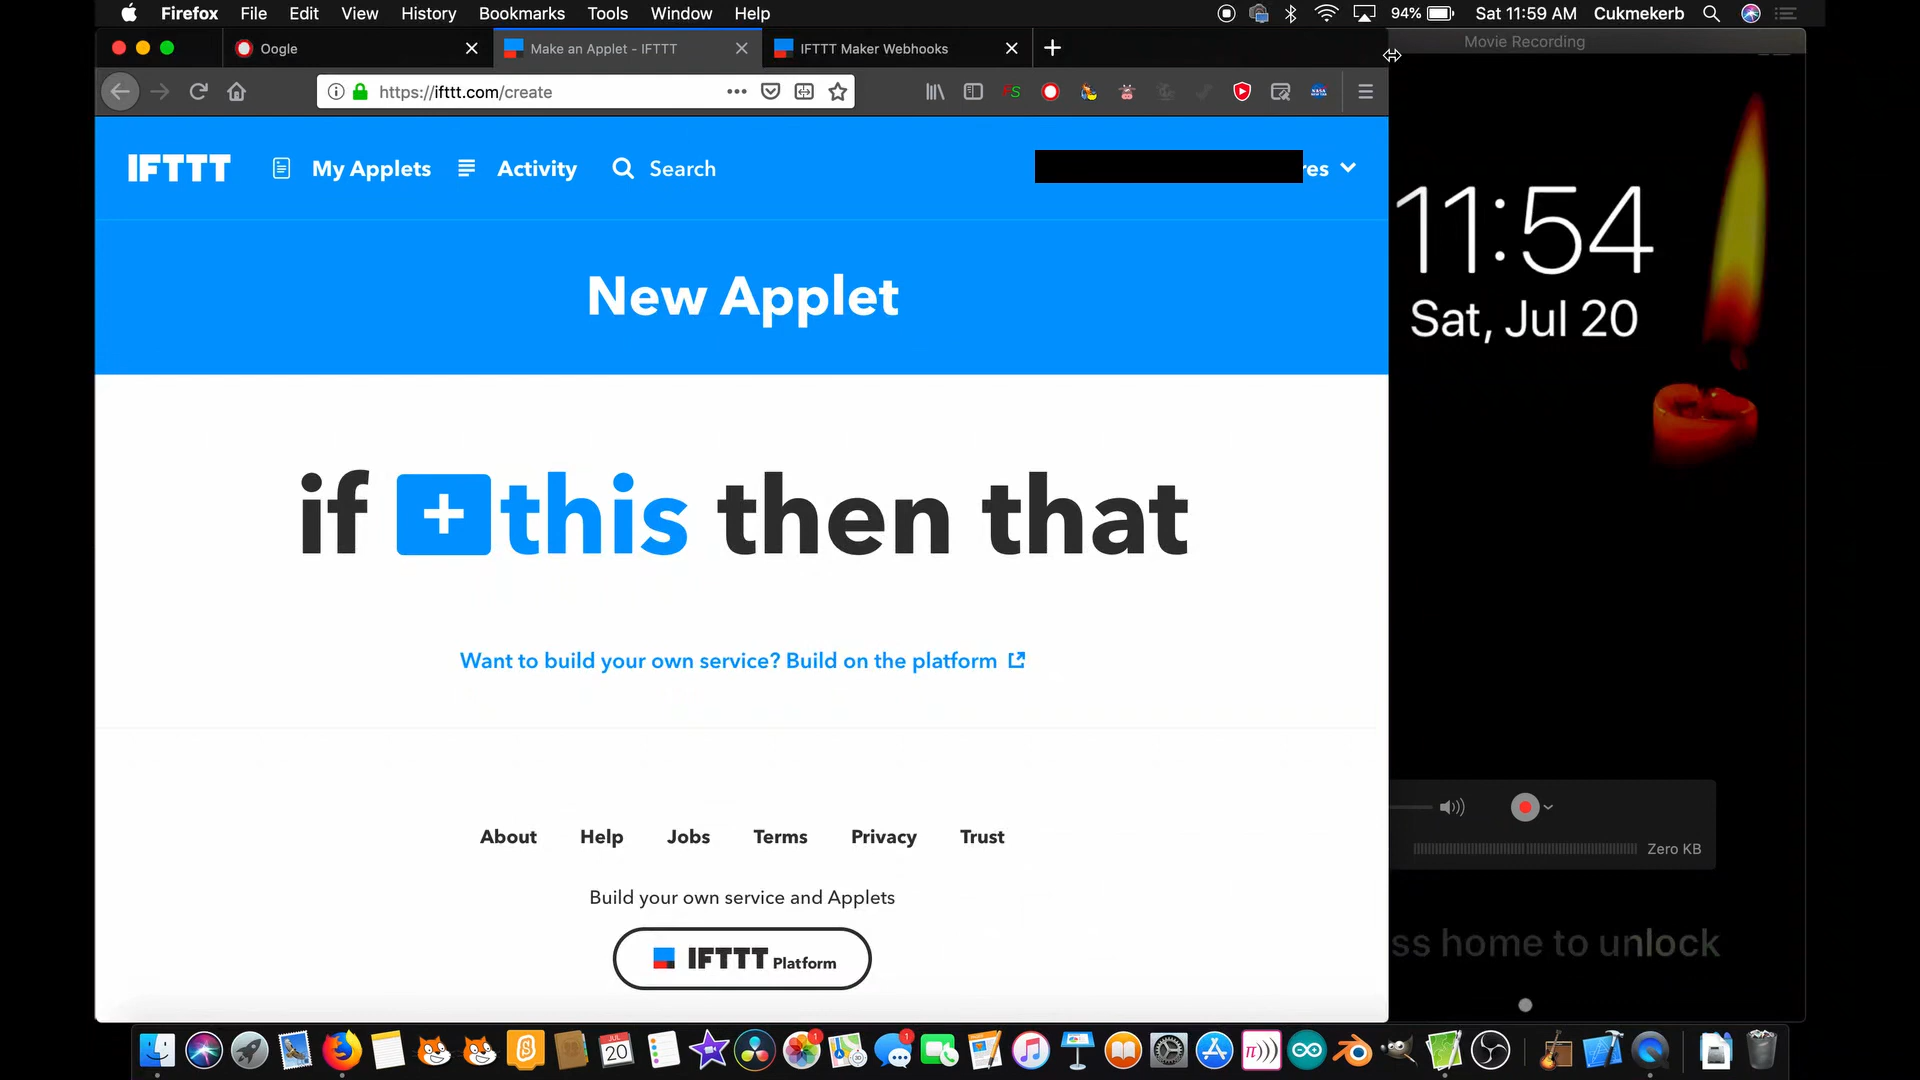 Firefox File Edit View History Bookmarks Tools Window Help 94% Sat 11:59 AM Cukmekerb
Movie Recording
Oogle Make an Applet - IFTTT IFTTT Maker Webhooks
https://ifttt.com/create
IFTTT My Applets Activity Search res
New Applet
11:54
Sat, Jul 20
if + this then that
Want to build your own service? Build on the platform
About Help Jobs Terms Privacy Trust
Zero KB
Build your own service and Applets
ss home to unlock
IFTTT Platform
JUL
20
1
1